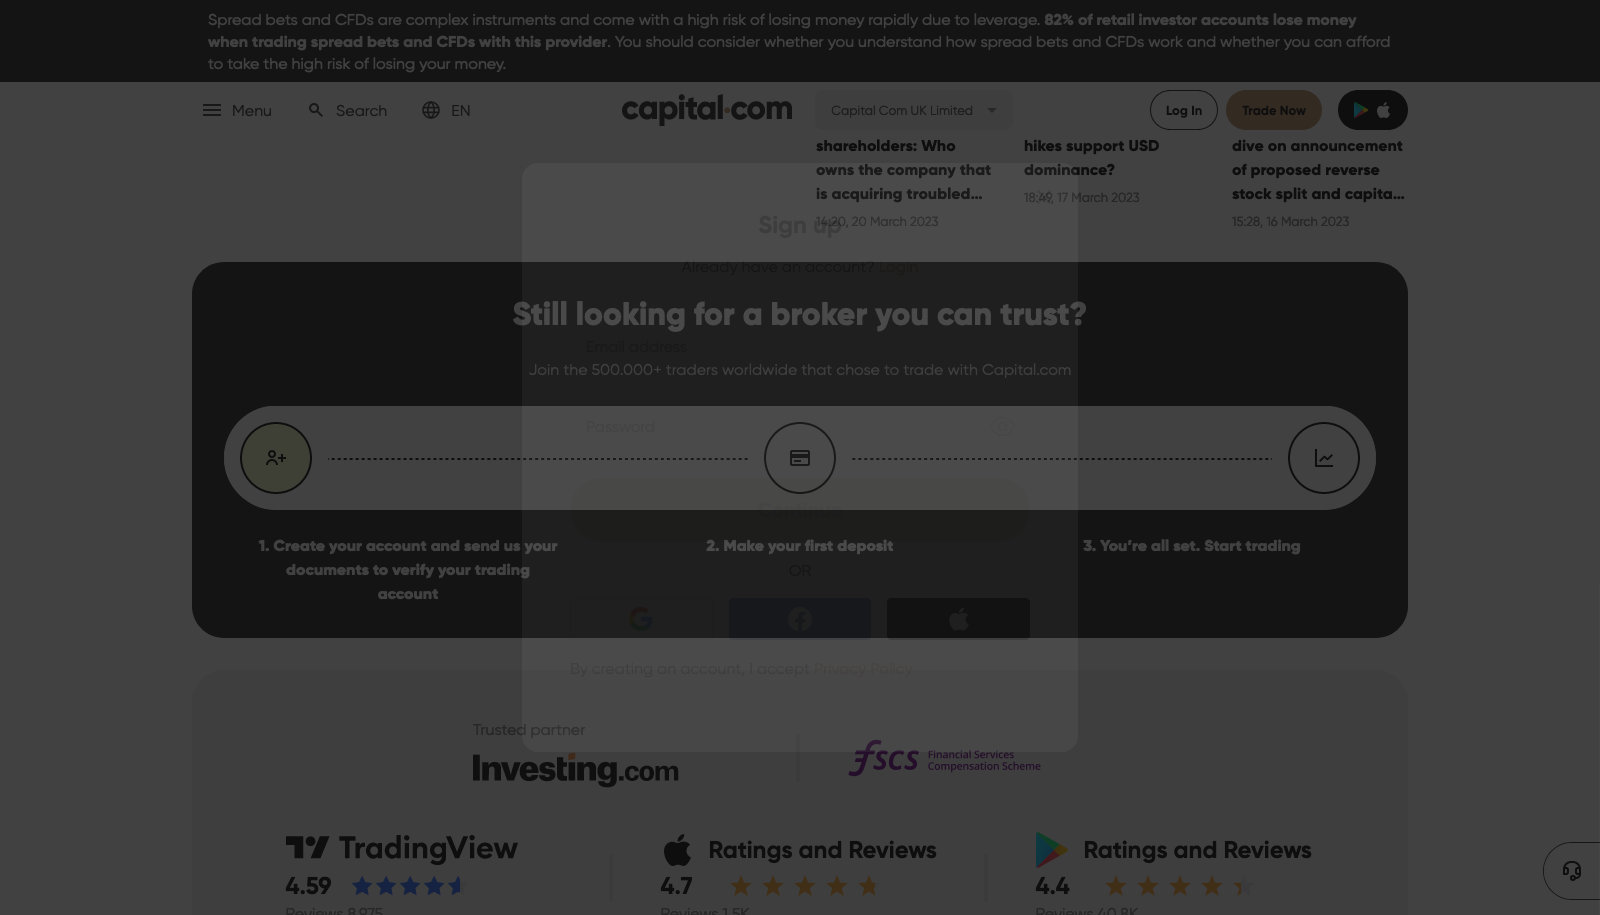 Spread bets and CFDs are complex instruments and come with a high risk of losing money rapidly due to leverage. 82% of retail investor accounts lose money
when trading spread bets and CFDs with this provider. You should consider whether you understand how spread bets and CFDs work and whether you can afford
to take the high risk of losing your money.
Menu
Search
EN
capital.com
Capital Com UK Limited
Log In
Trade Now
shareholders: Who
owns the company that
is acquiring troubled...
14:20, 20 March 2023
hikes support USD
dominance?
18:49, 17 March 2023
dive on announcement
of proposed reverse
stock split and capita...
15:28, 16 March 2023
Sign up
Already have an account? Login
Still looking for a broker you can trust?
Email address
Join the 500.000+ traders worldwide that chose to trade with Capital.com
Password
1. Create your account and send us your
documents to verify your trading
account
2. Make your first deposit
3. You're all set. Start trading
OR
By creating an account, I accept Privacy Policy
Trusted partner
Investing.com
fscs
Financial Services
Compensation Scheme
TradingView
4.59
Reviews 8,975
Ratings and Reviews
4.7
Reviews 1.5K
Ratings and Reviews
4.4
Reviews 40.8K